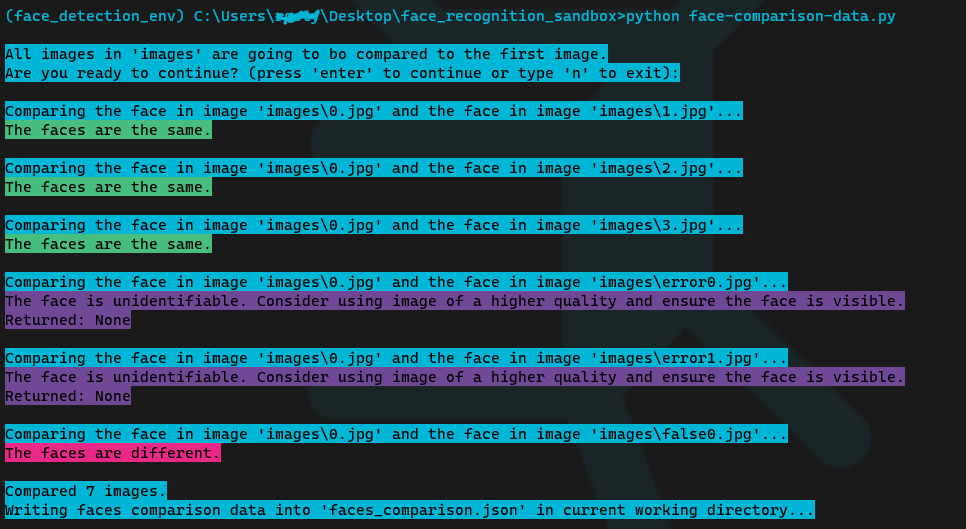 (face_detection_env) C:\Users\ \Desktop\face_recognition_sandbox>python face-comparison-data.py
All images in 'images' are going to be compared to the first image.
Are you ready to continue? (press 'enter' to continue or type 'n' to exit):
Comparing the face in image 'images\0.jpg' and the face in image 'images\1.jpg'...
The faces are the same.
Comparing the face in image 'images\0.jpg' and the face in image 'images\2.jpg'...
The faces are the same.
Comparing the face in image 'images\0.jpg' and the face in image 'images\3.jpg'...
The faces are the same.
Comparing the face in image 'images\0.jpg' and the face in image 'images\error0.jpg'...
The face is unidentifiable. Consider using image of a higher quality and ensure the face is visible.
Returned: None
Comparing the face in image 'images\0.jpg' and the face in image 'images\error1.jpg'...
The face is unidentifiable. Consider using image of a higher quality and ensure the face is visible.
Returned: None
Comparing the face in image 'images\0.jpg' and the face in image 'images\false0.jpg'...
The faces are different.
Compared 7 images.
Writing faces comparison data into 'faces_comparison.json' in current working directory...